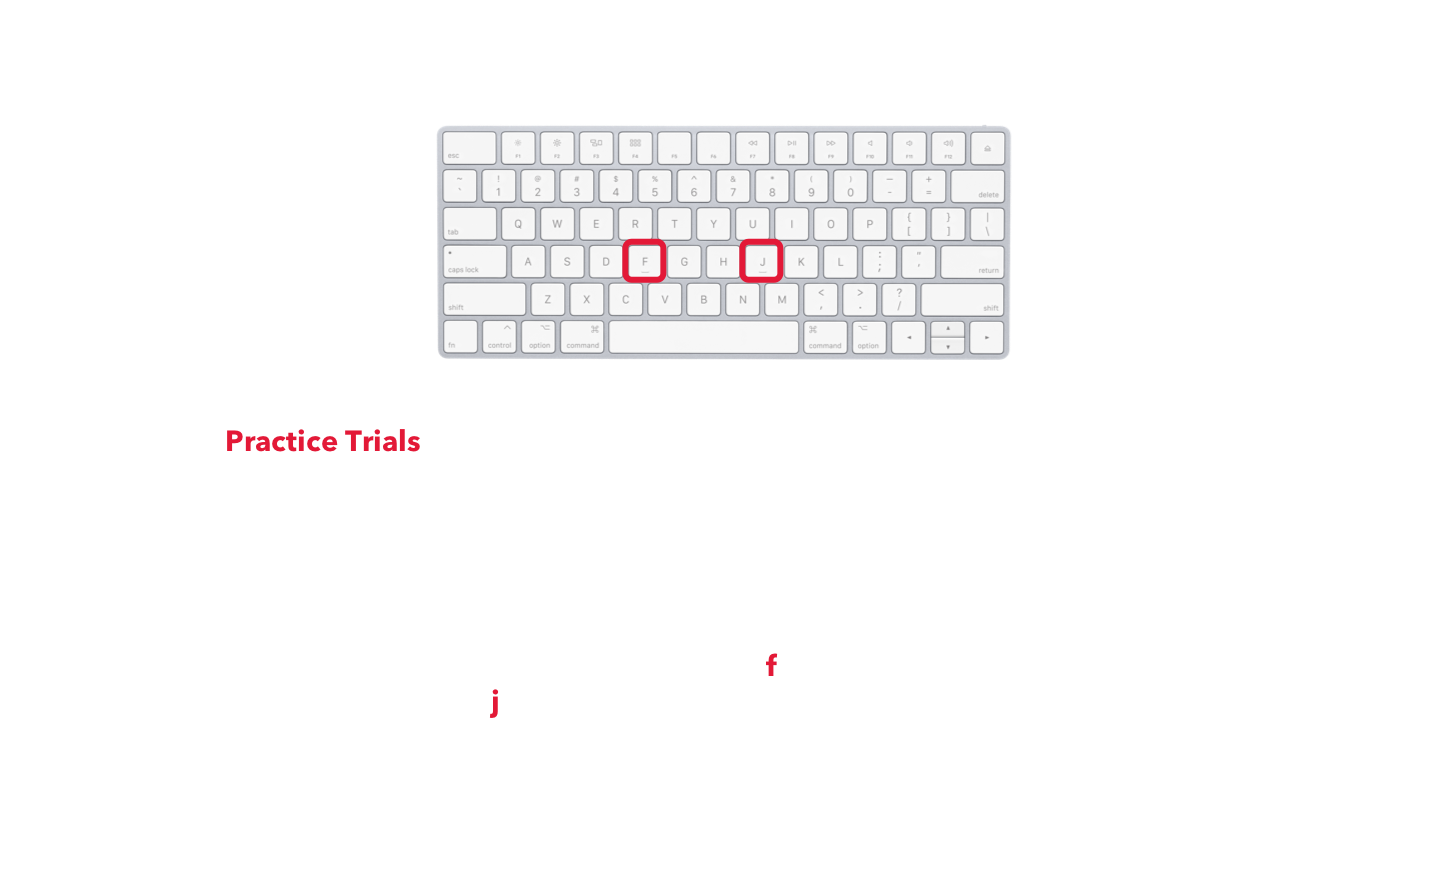 esc F1 F2 F3 F4 F5 F6 F7 F8 F9 F10 F11 F12
~ ` ! 1 @ 2 # 3 $ 4 % 5 ^ 6 & 7 * 8 ( 9 ) 0 — - + = delete
tab Q W E R T Y U I O P { [ } ] | \
caps lock A S D F G H J K L : ; " ' return
shift Z X C V B N M < , > . ? / shift
fn control option command command option
Practice Trials
f
j